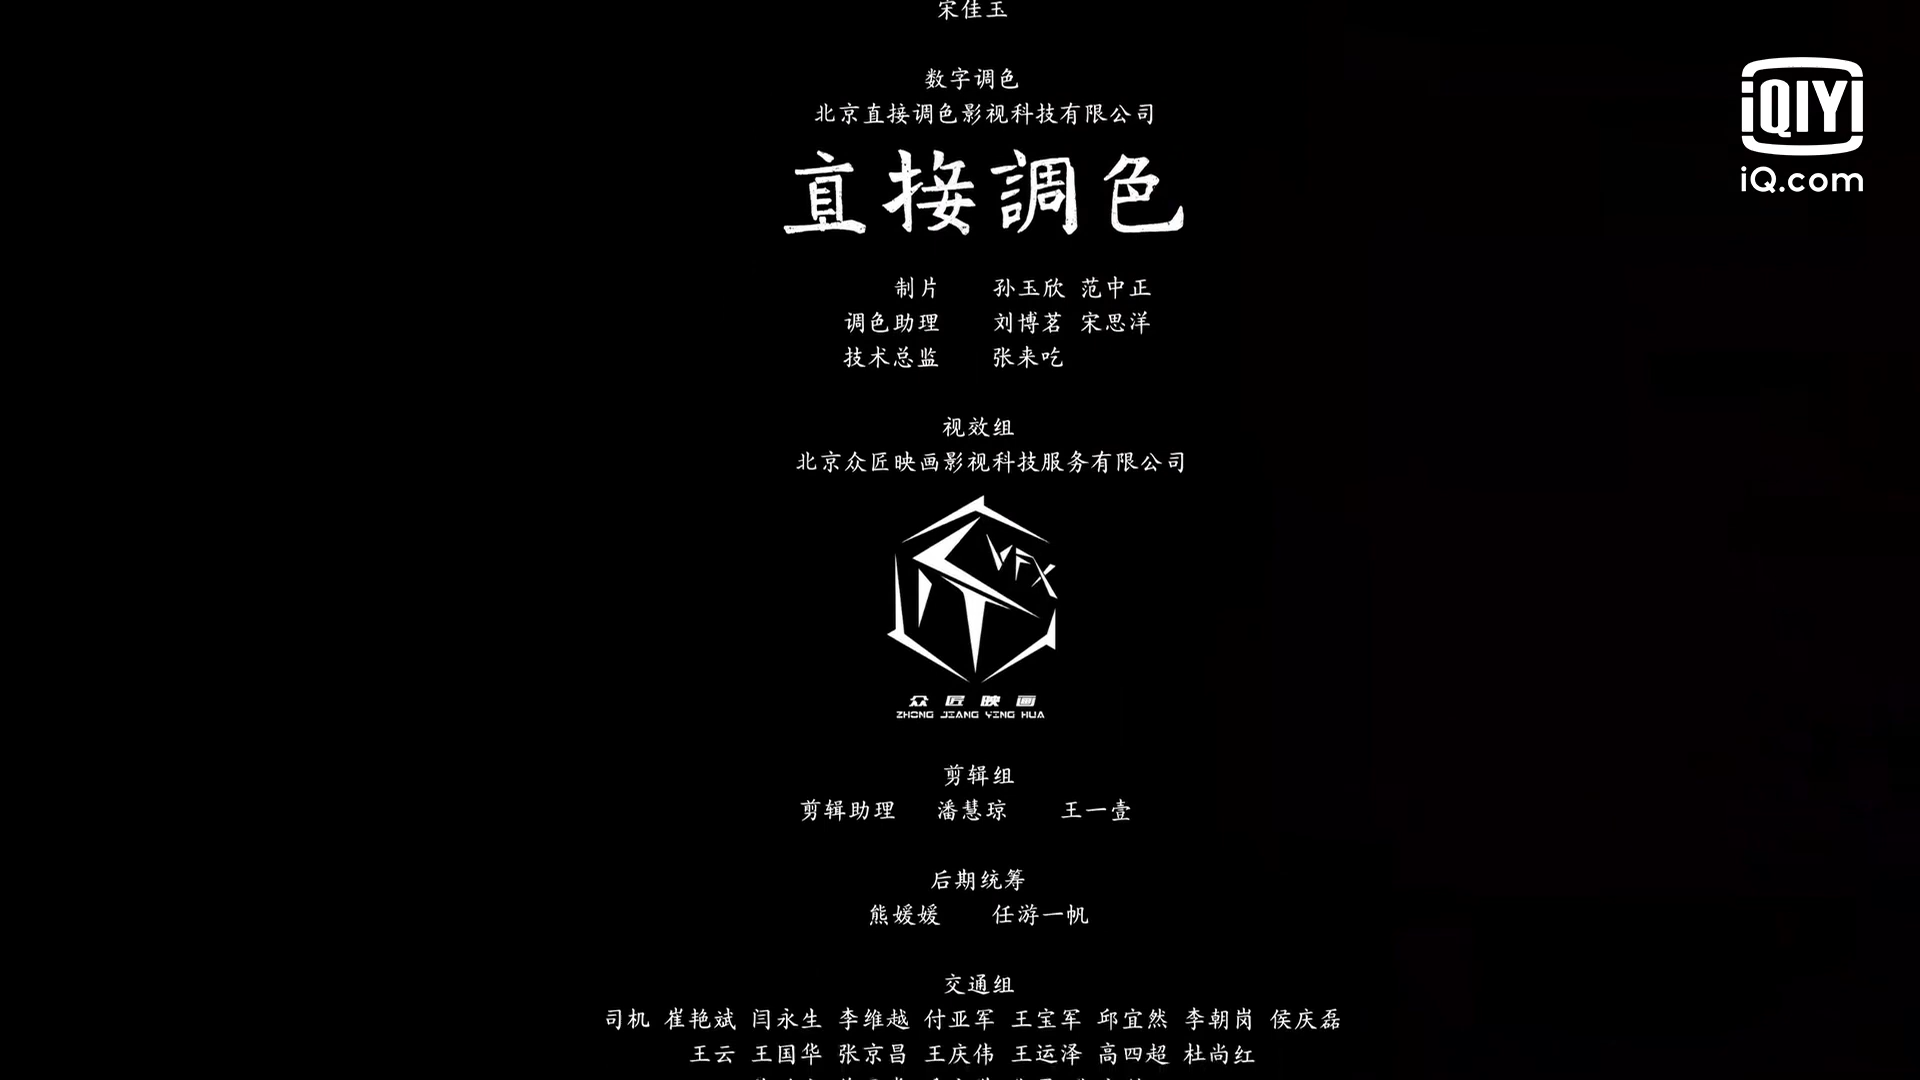 宋佳玉
数字调色
北京直接调色影视科技有限公司
iQIYI
iQ.com
直接調色
制片 孙玉欣 范中正
调色助理 刘博茗 宋思洋
技术总监 张来吃
视效组
北京众匠映画影视科技服务有限公司
VFX
众匠映画
ZHONG JIANG YING HUA
剪辑组
剪辑助理 潘慧琼 王一壹
后期统筹
熊媛媛 任游一帆
交通组
司机 崔艳斌 闫永生 李维越 付亚军 王宝军 邱宜然 李朝岗 侯庆磊
王云 王国华 张京昌 王庆伟 王运泽 高四超 杜尚红